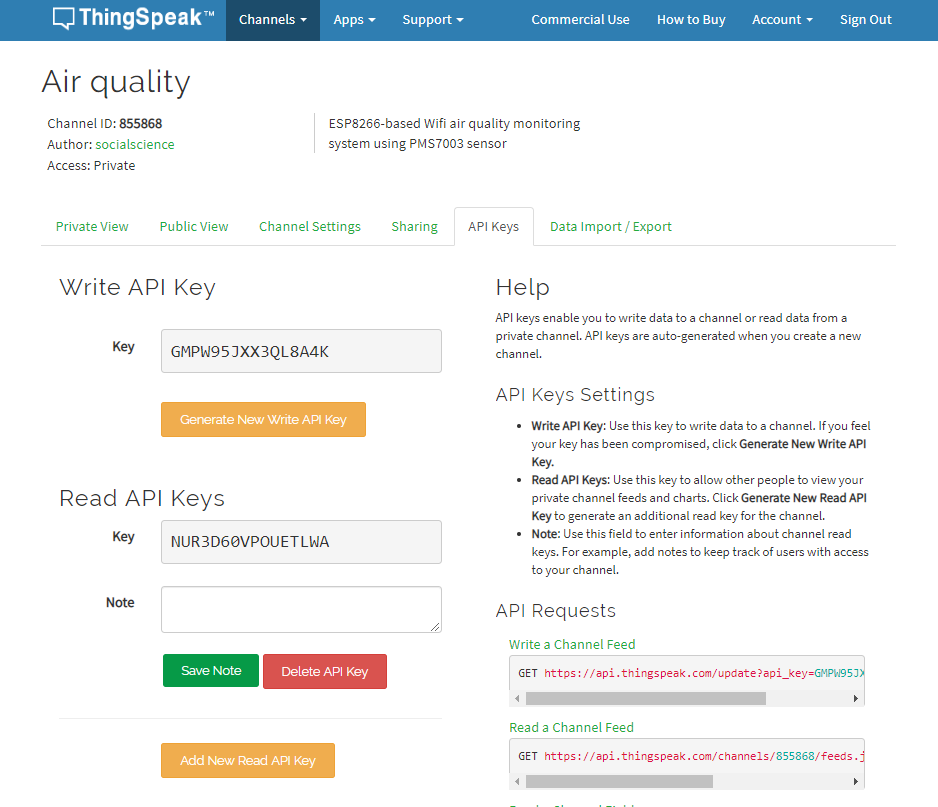 ThingSpeak™ Channels Apps Support Commercial Use How to Buy Account Sign Out
Air quality
Channel ID: 855868
Author: socialscience
Access: Private
ESP8266-based Wifi air quality monitoring
system using PMS7003 sensor
Private View Public View Channel Settings Sharing API Keys Data Import / Export
Write API Key
Key GMPW95JXX3QL8A4K
Generate New Write API Key
Read API Keys
Key NUR3D60VPOUETLWA
Note
Save Note Delete API Key
Add New Read API Key
Help
API keys enable you to write data to a channel or read data from a
private channel. API keys are auto-generated when you create a new
channel.
API Keys Settings
• Write API Key: Use this key to write data to a channel. If you feel
your key has been compromised, click Generate New Write API
Key.
• Read API Keys: Use this key to allow other people to view your
private channel feeds and charts. Click Generate New Read API
Key to generate an additional read key for the channel.
• Note: Use this field to enter information about channel read
keys. For example, add notes to keep track of users with access
to your channel.
API Requests
Write a Channel Feed
GET https://api.thingspeak.com/update?api_key=GMPW95JX
Read a Channel Feed
GET https://api.thingspeak.com/channels/855868/feeds.j